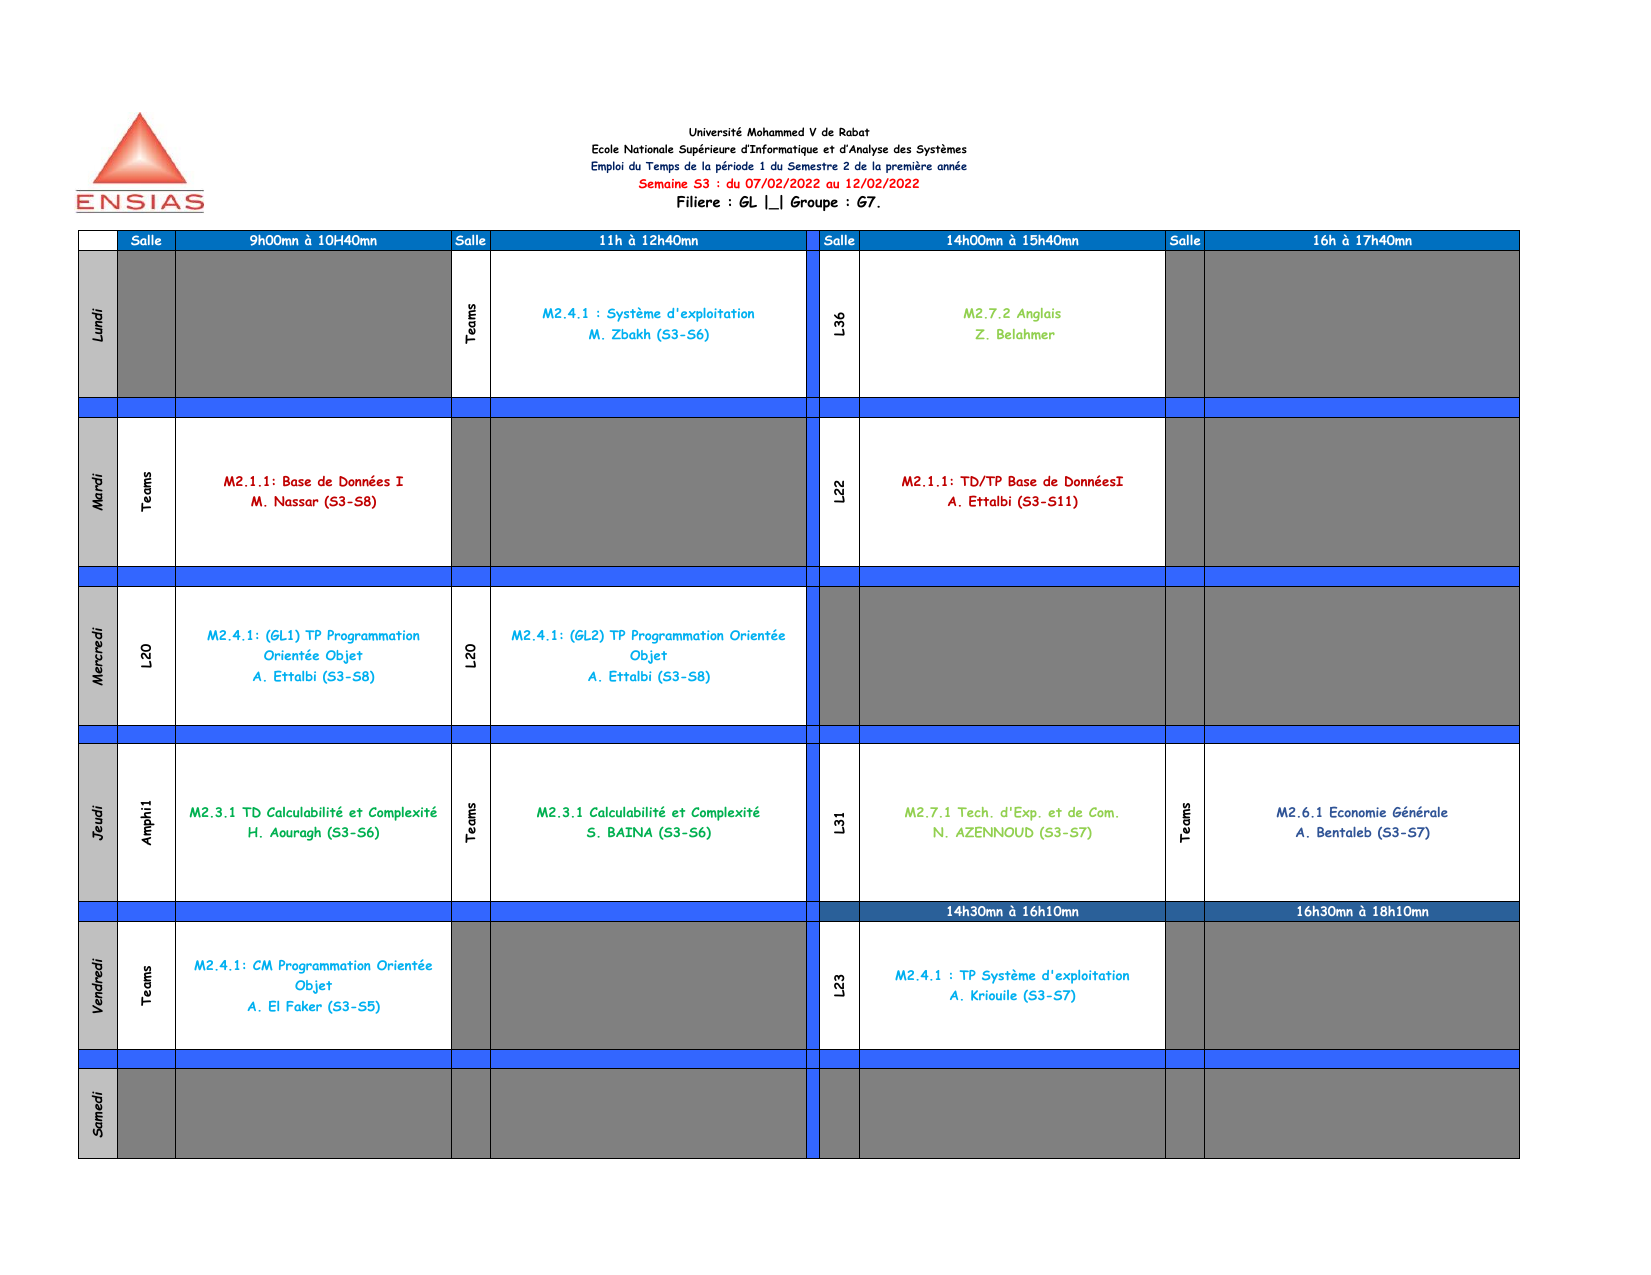 ENSIAS
Université Mohammed V de Rabat
Ecole Nationale Supérieure d’Informatique et d’Analyse des Systèmes
Emploi du Temps de la période 1 du Semestre 2 de la première année
Semaine S3 : du 07/02/2022 au 12/02/2022
Filiere : GL |_| Groupe : G7.
Salle 9h00mn à 10H40mn Salle 11h à 12h40mn Salle 14h00mn à 15h40mn Salle 16h à 17h40mn
Lundi
Teams
M2.4.1 : Système d'exploitation
M. Zbakh (S3-S6)
L36
M2.7.2 Anglais
Z. Belahmer
Mardi
Teams
M2.1.1: Base de Données I
M. Nassar (S3-S8)
L22
M2.1.1: TD/TP Base de DonnéesI
A. Ettalbi (S3-S11)
Mercredi
L20
M2.4.1: (GL1) TP Programmation
Orientée Objet
A. Ettalbi (S3-S8)
L20
M2.4.1: (GL2) TP Programmation Orientée
Objet
A. Ettalbi (S3-S8)
Jeudi
Amphi1
M2.3.1 TD Calculabilité et Complexité
H. Aouragh (S3-S6)
Teams
M2.3.1 Calculabilité et Complexité
S. BAINA (S3-S6)
L31
M2.7.1 Tech. d'Exp. et de Com.
N. AZENNOUD (S3-S7)
Teams
M2.6.1 Economie Générale
A. Bentaleb (S3-S7)
14h30mn à 16h10mn 16h30mn à 18h10mn
Vendredi
Teams
M2.4.1: CM Programmation Orientée
Objet
A. El Faker (S3-S5)
L23
M2.4.1 : TP Système d'exploitation
A. Kriouile (S3-S7)
Samedi